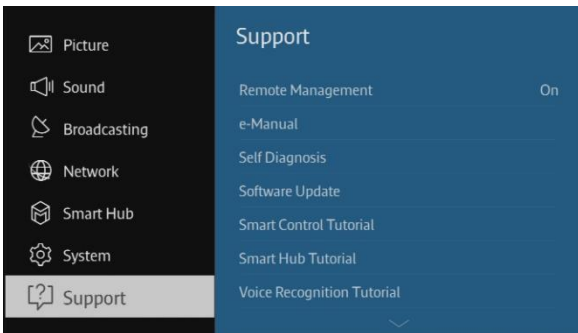 Picture
Sound
Broadcasting
Network
Smart Hub
System
[?] Support
Support
Remote Management On
e-Manual
Self Diagnosis
Software Update
Smart Control Tutorial
Smart Hub Tutorial
Voice Recognition Tutorial